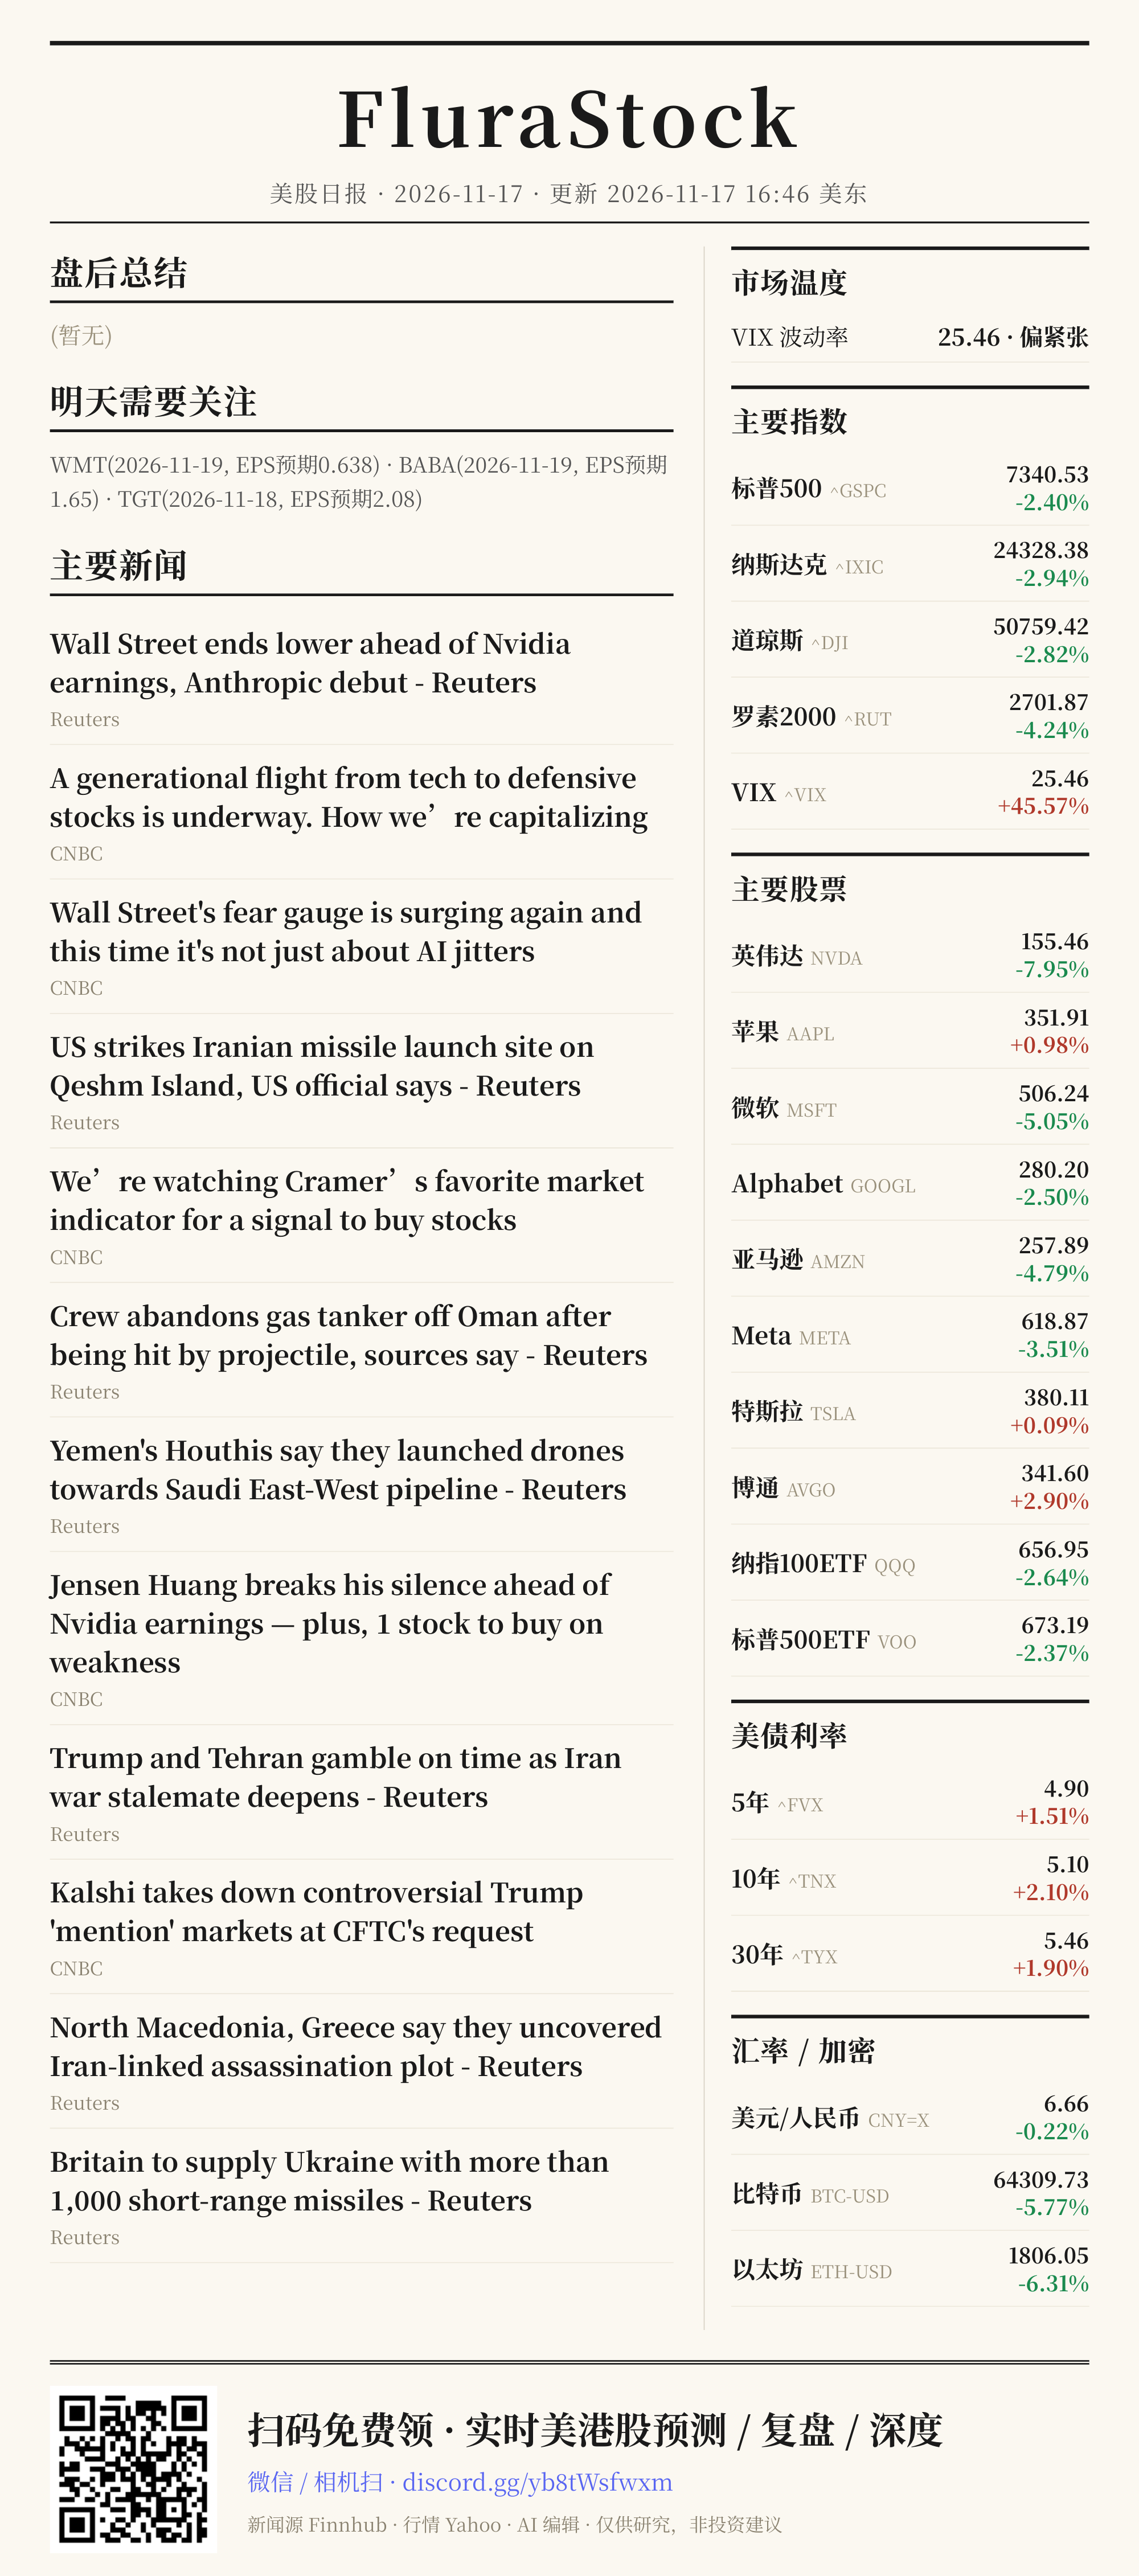 FluraStock
美股日报 · 2026-11-17 · 更新 2026-11-17 16:46 美东
盘后总结
(暂无)
明天需要关注
WMT(2026-11-19, EPS预期0.638) · BABA(2026-11-19, EPS预期
1.65) · TGT(2026-11-18, EPS预期2.08)
主要新闻
Wall Street ends lower ahead of Nvidia
earnings, Anthropic debut - Reuters
Reuters
A generational flight from tech to defensive
stocks is underway. How we’re capitalizing
CNBC
Wall Street's fear gauge is surging again and
this time it's not just about AI jitters
CNBC
US strikes Iranian missile launch site on
Qeshm Island, US official says - Reuters
Reuters
We’re watching Cramer’s favorite market
indicator for a signal to buy stocks
CNBC
Crew abandons gas tanker off Oman after
being hit by projectile, sources say - Reuters
Reuters
Yemen's Houthis say they launched drones
towards Saudi East-West pipeline - Reuters
Reuters
Jensen Huang breaks his silence ahead of
Nvidia earnings — plus, 1 stock to buy on
weakness
CNBC
Trump and Tehran gamble on time as Iran
war stalemate deepens - Reuters
Reuters
Kalshi takes down controversial Trump
'mention' markets at CFTC's request
CNBC
North Macedonia, Greece say they uncovered
Iran-linked assassination plot - Reuters
Reuters
Britain to supply Ukraine with more than
1,000 short-range missiles - Reuters
Reuters
市场温度
VIX 波动率 25.46 · 偏紧张
主要指数
标普500 ^GSPC 7340.53
-2.40%
纳斯达克 ^IXIC 24328.38
-2.94%
道琼斯 ^DJI 50759.42
-2.82%
罗素2000 ^RUT 2701.87
-4.24%
VIX ^VIX 25.46
+45.57%
主要股票
英伟达 NVDA 155.46
-7.95%
苹果 AAPL 351.91
+0.98%
微软 MSFT 506.24
-5.05%
Alphabet GOOGL 280.20
-2.50%
亚马逊 AMZN 257.89
-4.79%
Meta META 618.87
-3.51%
特斯拉 TSLA 380.11
+0.09%
博通 AVGO 341.60
+2.90%
纳指100ETF QQQ 656.95
-2.64%
标普500ETF VOO 673.19
-2.37%
美债利率
5年 ^FVX 4.90
+1.51%
10年 ^TNX 5.10
+2.10%
30年 ^TYX 5.46
+1.90%
汇率 / 加密
美元/人民币 CNY=X 6.66
-0.22%
比特币 BTC-USD 64309.73
-5.77%
以太坊 ETH-USD 1806.05
-6.31%
扫码免费领 · 实时美港股预测 / 复盘 / 深度
微信 / 相机扫 · discord.gg/yb8tWsfwxm
新闻源 Finnhub · 行情 Yahoo · AI 编辑 · 仅供研究，非投资建议